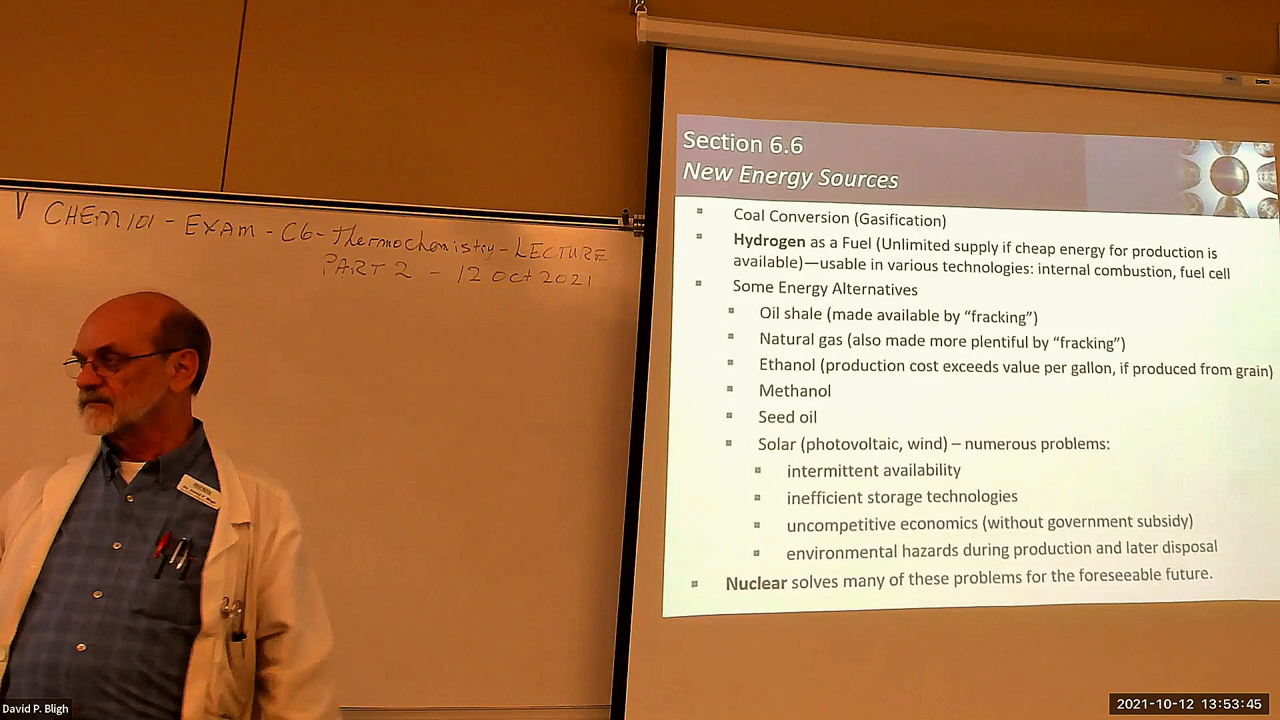 CHEM 101 - EXAM - C6 - Thermochemistry - LECTURE
PART 2 - 12 Oct 2021
Section 6.6
New Energy Sources
Coal Conversion (Gasification)
Hydrogen as a Fuel (Unlimited supply if cheap energy for production is
available)—usable in various technologies: internal combustion, fuel cell
Some Energy Alternatives
Oil shale (made available by “fracking”)
Natural gas (also made more plentiful by “fracking”)
Ethanol (production cost exceeds value per gallon, if produced from grain)
Methanol
Seed oil
Solar (photovoltaic, wind) – numerous problems:
intermittent availability
inefficient storage technologies
uncompetitive economics (without government subsidy)
environmental hazards during production and later disposal
Nuclear solves many of these problems for the foreseeable future.
David P. Bligh
2021-10-12 13:53:45